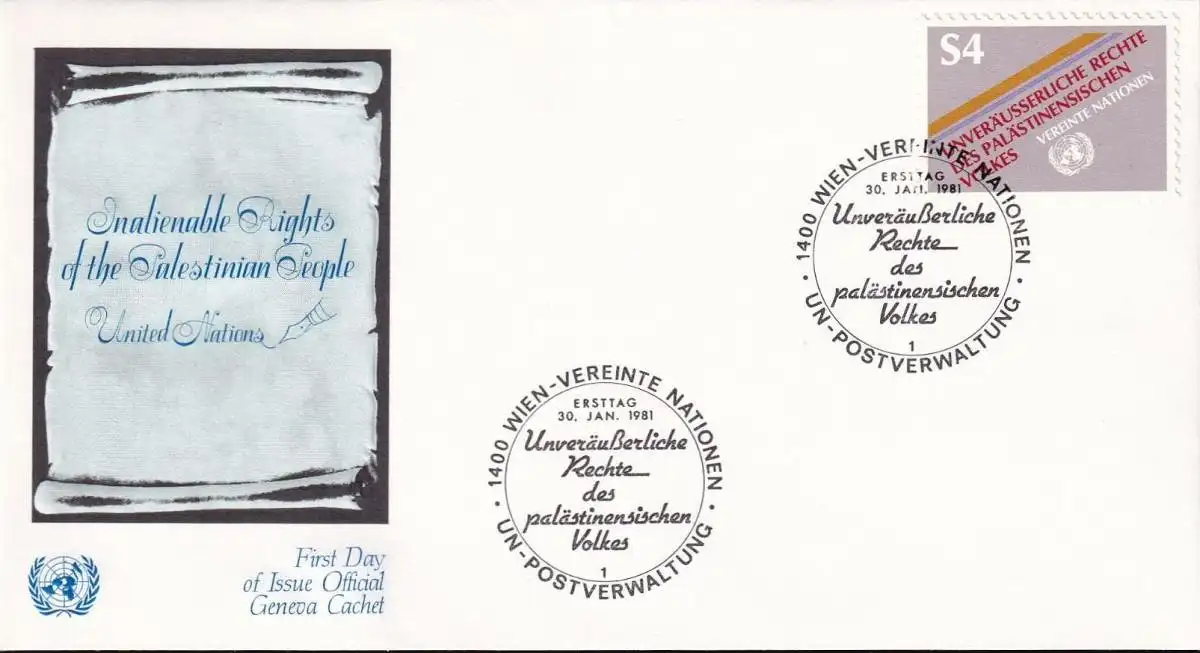 Inalienable Rights
of the Palestinian People
United Nations
First Day
of Issue Official
Geneva Cachet
S4
UNVERÄUSSERLICHE RECHTE
DES PALÄSTINENSISCHEN
VOLKES
VEREINTE NATIONEN
· 1400 WIEN-VEREINTE NATIONEN ·
ERSTTAG
30. JAN. 1981
Unveräußerliche
Rechte
des
palästinensischen
Volkes
1
UN-POSTVERWALTUNG
· 1400 WIEN-VEREINTE NATIONEN ·
ERSTTAG
30. JAN. 1981
Unveräußerliche
Rechte
des
palästinensischen
Volkes
1
UN-POSTVERWALTUNG